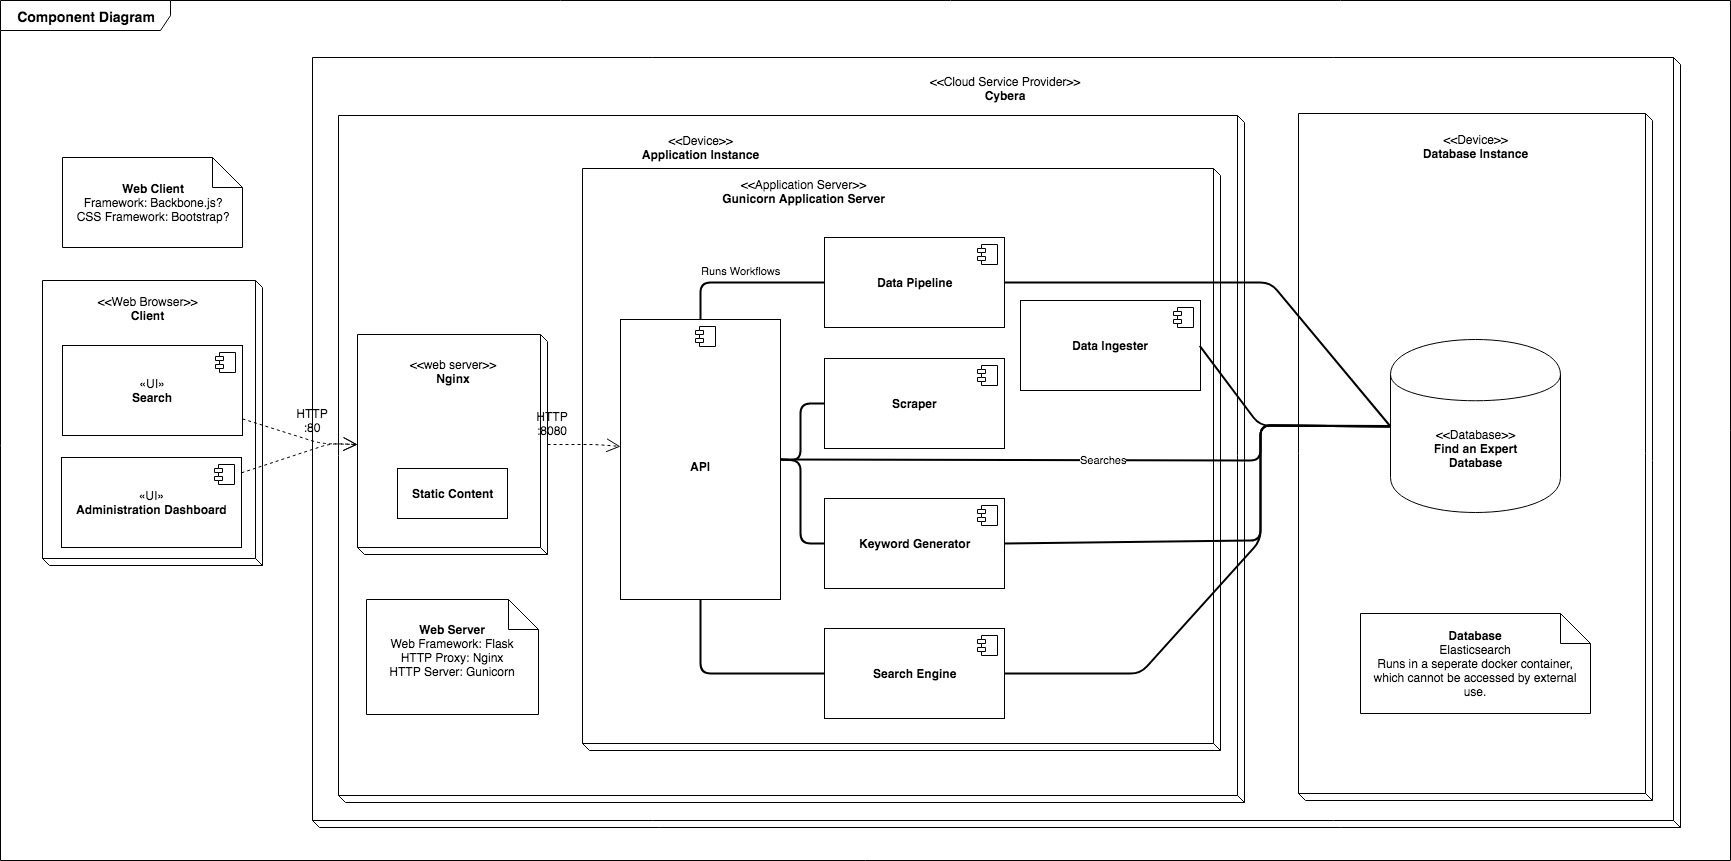 Component Diagram
<<Cloud Service Provider>>
Cybera
<<Device>>
Application Instance
<<Device>>
Database Instance
Web Client
Framework: Backbone.js?
CSS Framework: Bootstrap?
<<Application Server>>
Gunicorn Application Server
Runs Workflows
Data Pipeline
<<Web Browser>>
Client
«UI»
Search
«UI»
Administration Dashboard
HTTP
:80
<<web server>>
Nginx
Static Content
HTTP
:8080
API
Data Ingester
Scraper
Searches
Keyword Generator
Search Engine
<<Database>>
Find an Expert
Database
Web Server
Web Framework: Flask
HTTP Proxy: Nginx
HTTP Server: Gunicorn
Database
Elasticsearch
Runs in a seperate docker container,
which cannot be accessed by external
use.